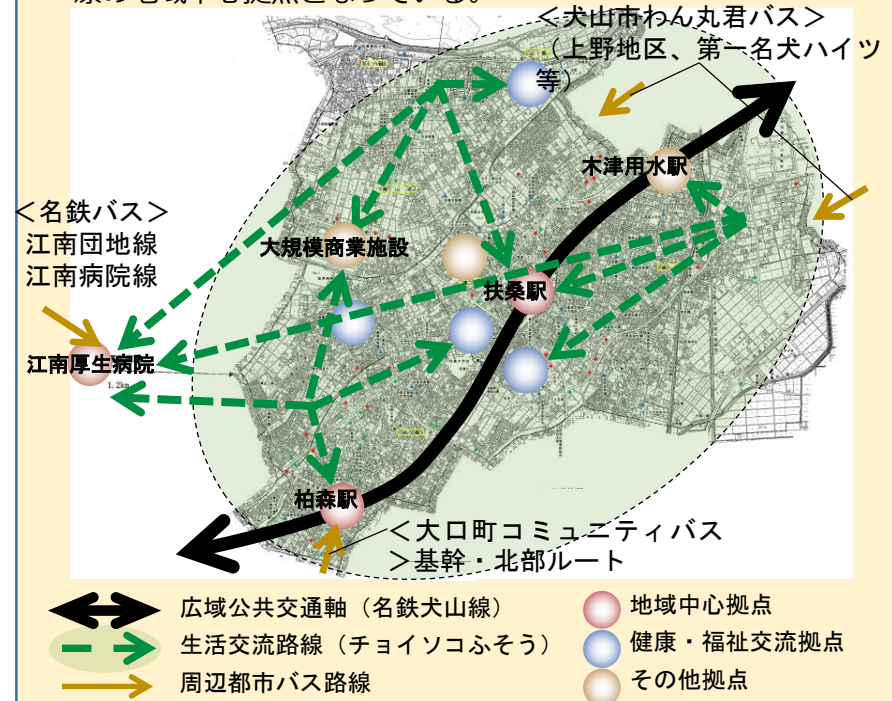 ＜犬山市わん丸君バス＞
（上野地区、第一名犬ハイツ
等）
木津用水駅
＜名鉄バス＞
江南団地線
江南病院線
大規模商業施設
扶桑駅
江南厚生病院
1.2km
柏森駅
＜大口町コミュニティバス
＞基幹・北部ルート
広域公共交通軸（名鉄犬山線）
地域中心拠点
生活交流路線（チョイソコふそう）
健康・福祉交流拠点
周辺都市バス路線
その他拠点